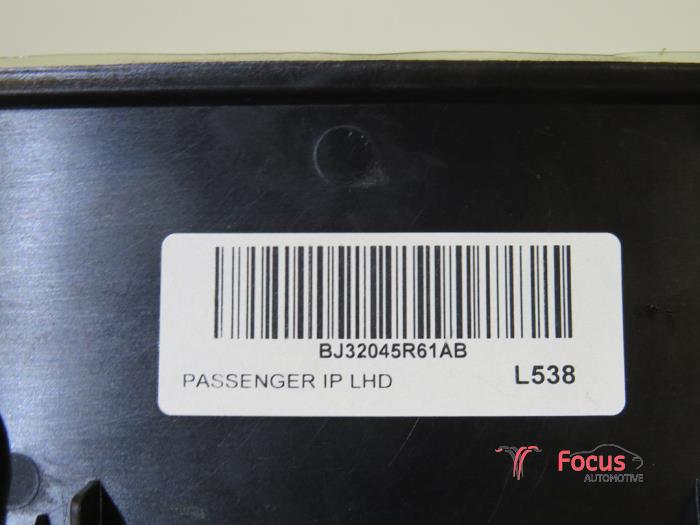 BJ32045R61AB
PASSENGER IP LHD
L538
Focus
AUTOMOTIVE